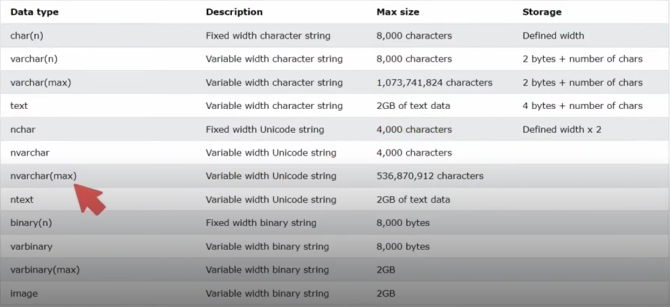 Data type Description Max size Storage
char(n) Fixed width character string 8,000 characters Defined width
varchar(n) Variable width character string 8,000 characters 2 bytes + number of chars
varchar(max) Variable width character string 1,073,741,824 characters 2 bytes + number of chars
text Variable width character string 2GB of text data 4 bytes + number of chars
nchar Fixed width Unicode string 4,000 characters Defined width x 2
nvarchar Variable width Unicode string 4,000 characters
nvarchar(max) Variable width Unicode string 536,870,912 characters
ntext Variable width Unicode string 2GB of text data
binary(n) Fixed width binary string 8,000 bytes
varbinary Variable width binary string 8,000 bytes
varbinary(max) Variable width binary string 2GB
image Variable width binary string 2GB